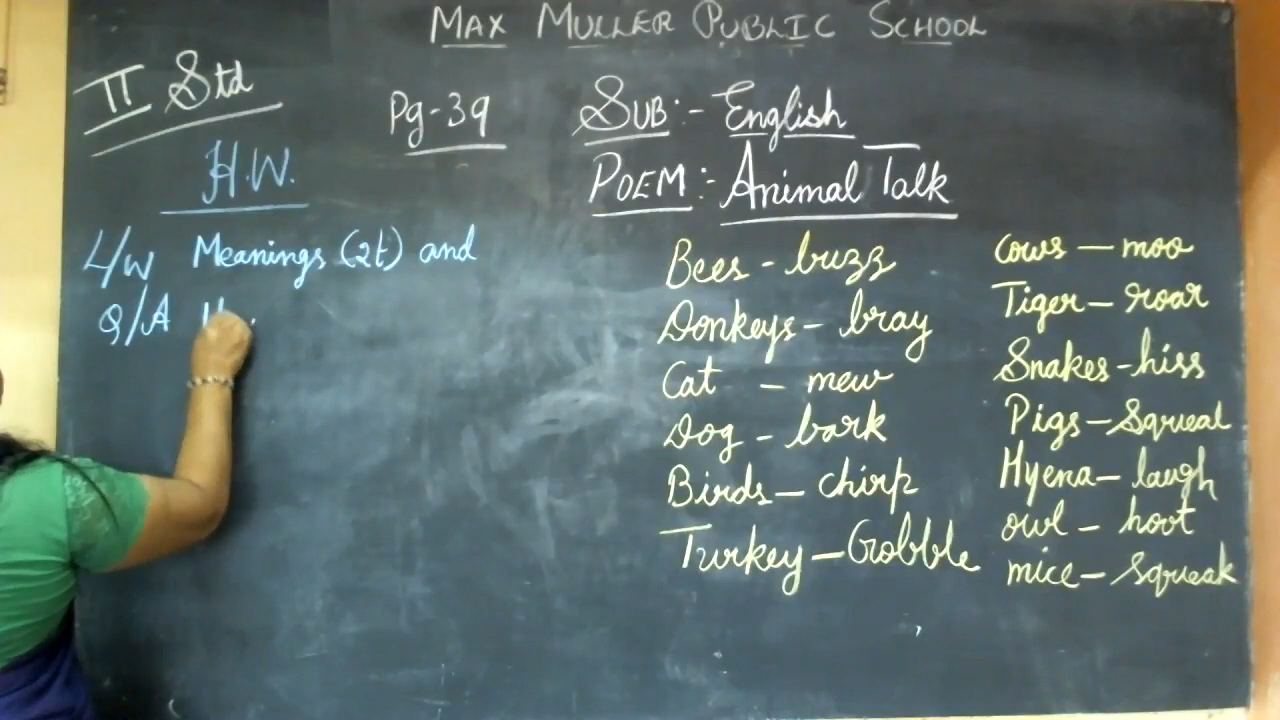 MAX MULLER PUBLIC SCHOOL
II Std
Pg-39
SUB:- English
H.W.
POEM:- Animal Talk
L/W Meanings (2t) and
Q/A
Bees - buzz
Donkeys - bray
Cat - mew
Dog - bark
Birds - chirp
Turkey - Gobble
Cows - moo
Tiger - roar
Snakes - hiss
Pigs - Squeal
Hyena - laugh
owl - hoot
mice - Squeak